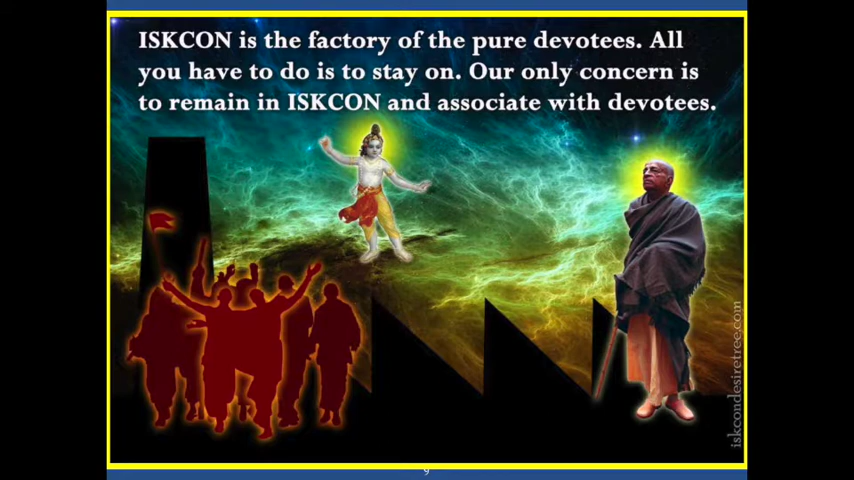 ISKCON is the factory of the pure devotees. All
you have to do is to stay on. Our only concern is
to remain in ISKCON and associate with devotees.
iskcondesiretree.com
9